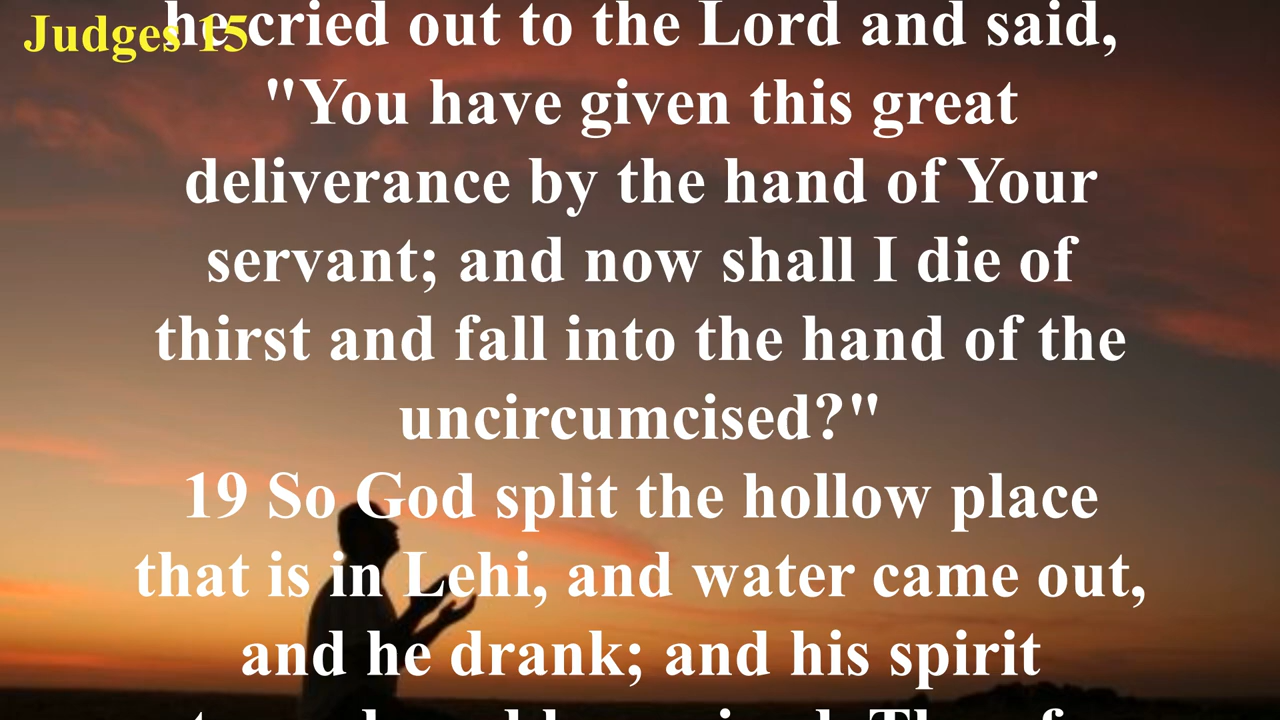 Judges 15
he cried out to the Lord and said,
"You have given this great
deliverance by the hand of Your
servant; and now shall I die of
thirst and fall into the hand of the
uncircumcised?"
19 So God split the hollow place
that is in Lehi, and water came out,
and he drank; and his spirit